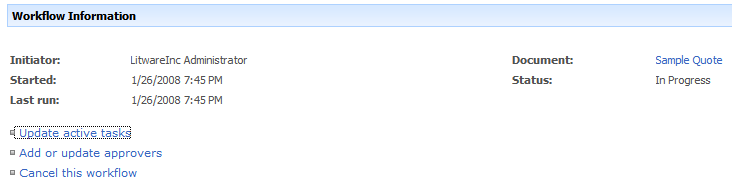 Workflow Information
Initiator: LitwareInc Administrator Document: Sample Quote
Started: 1/26/2008 7:45 PM Status: In Progress
Last run: 1/26/2008 7:45 PM
Update active tasks
Add or update approvers
Cancel this workflow